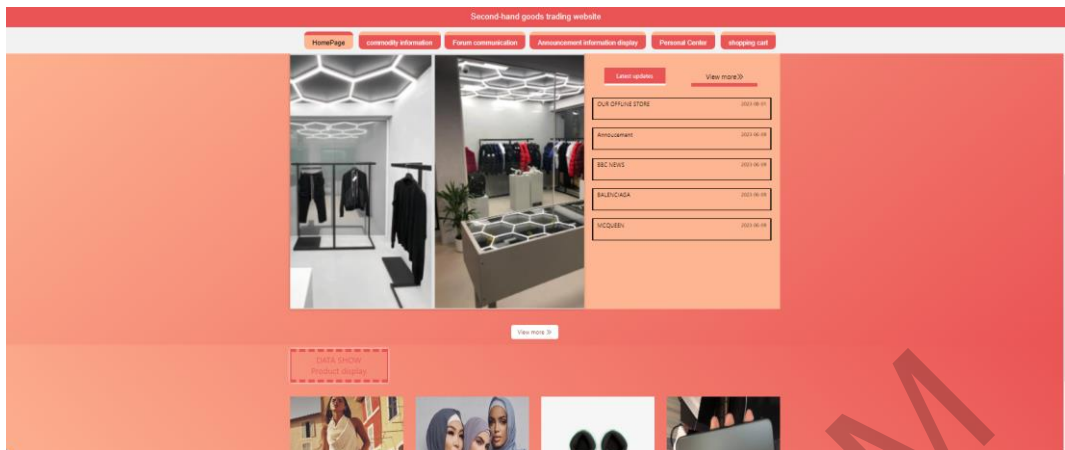 Second-hand goods trading website
HomePage
commodity information
Forum communication
Announcement information display
Personal Center
shopping cart
Latest updates
View more
OUR OFFLINE STORE
2023-06-01
Annoucement
2023-06-09
BBC NEWS
2023-06-09
BALENCIAGA
2023-06-09
MCQUEEN
2023-06-09
View more
DATA SHOW
Product display
M